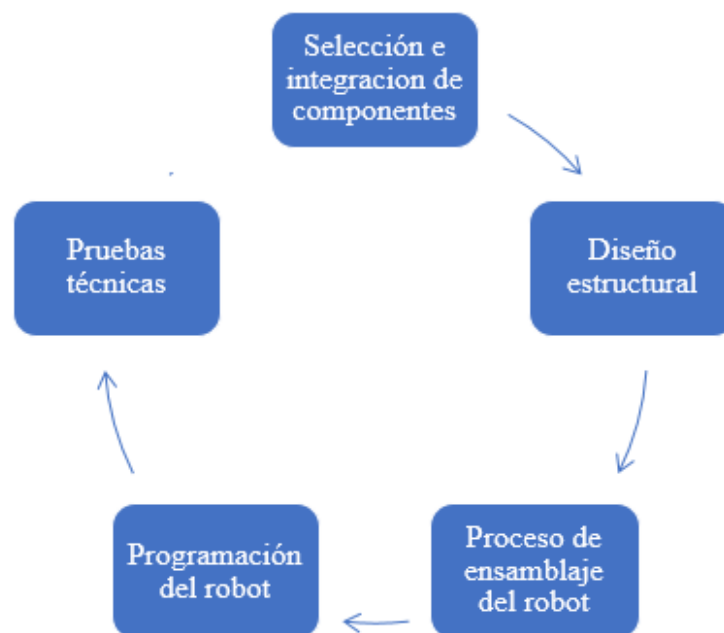 Selección e
integracion de
componentes
Diseño
estructural
Proceso de
ensamblaje
del robot
Programación
del robot
Pruebas
técnicas